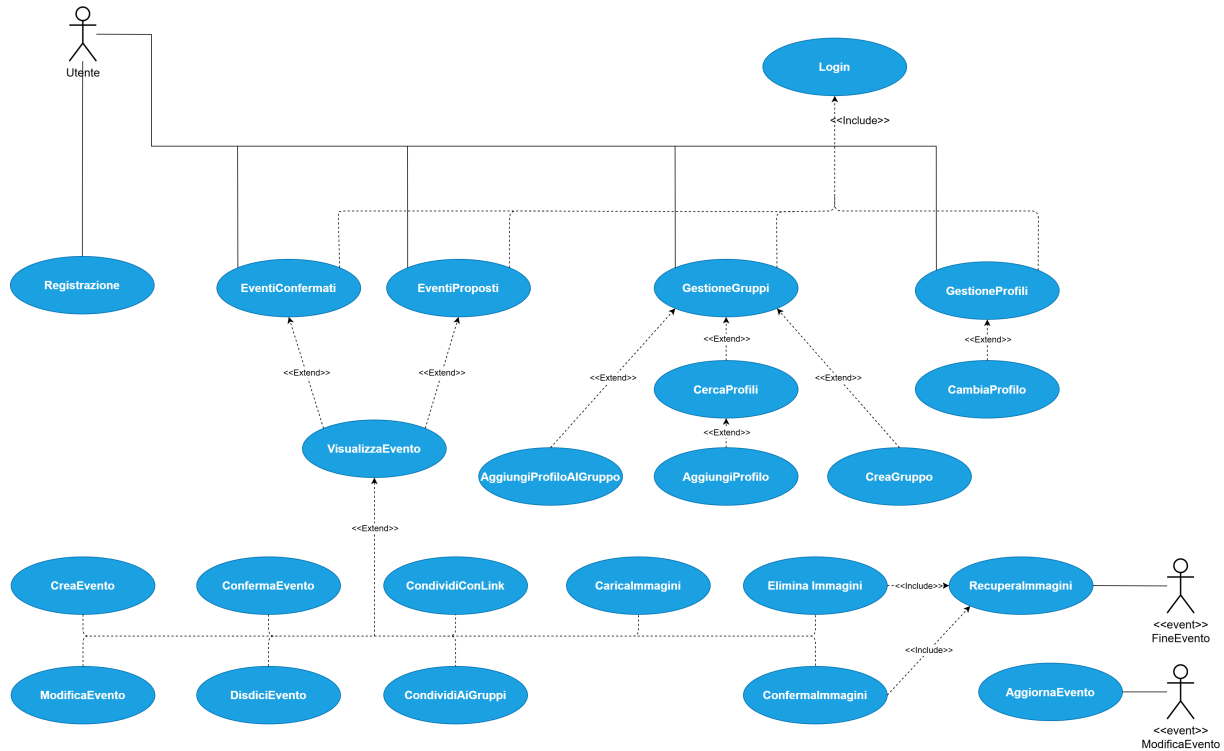 Utente
Login
<<Include>>
Registrazione
EventiConfermati
EventiProposti
GestioneGruppi
GestioneProfili
<<Extend>>
<<Extend>>
<<Extend>>
<<Extend>>
<<Extend>>
<<Extend>>
CercaProfili
CambiaProfilo
<<Extend>>
VisualizzaEvento
AggiungiProfiloAlGruppo
AggiungiProfilo
CreaGruppo
<<Extend>>
CreaEvento
ConfermaEvento
CondividiConLink
CaricaImmagini
Elimina Immagini
<<Include>>
RecuperaImmagini
<<event>>
FineEvento
<<Include>>
ModificaEvento
DisdiciEvento
CondividiAiGruppi
ConfermaImmagini
AggiornaEvento
<<event>>
ModificaEvento